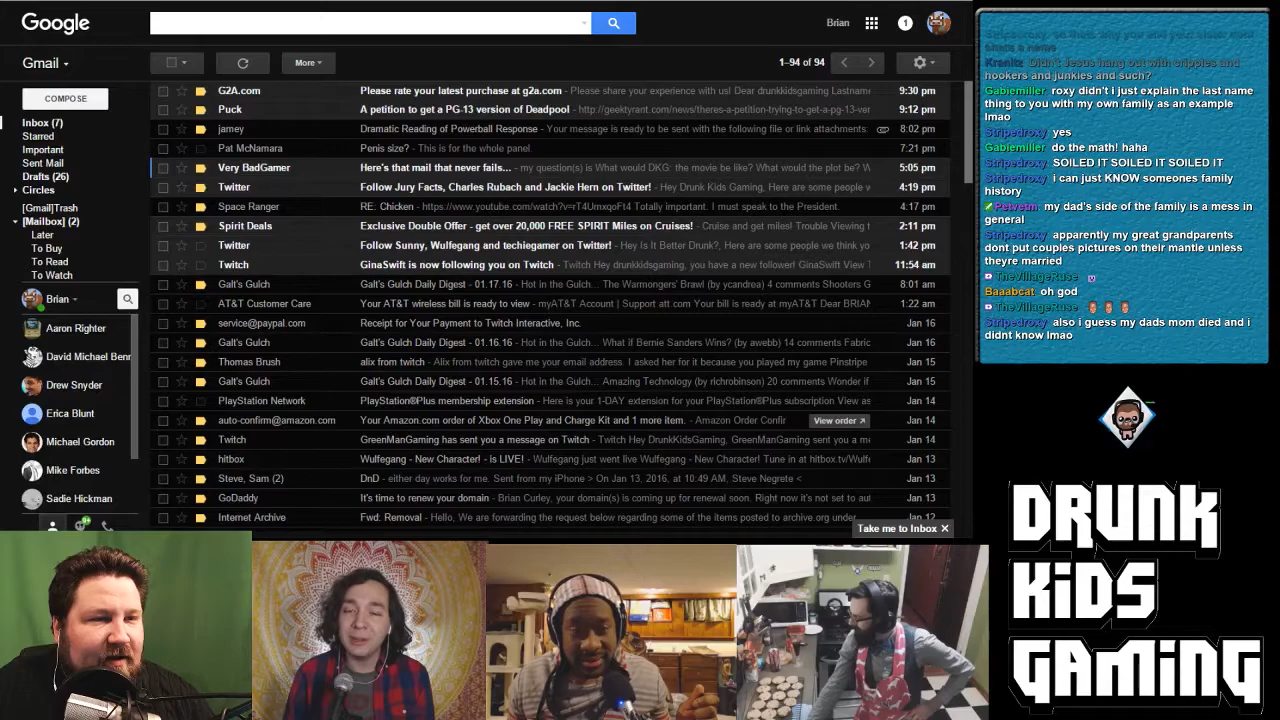 Google
Brian
1
Gmail
More
1–94 of 94
COMPOSE
Inbox (7)
Starred
Important
Sent Mail
Drafts (26)
Circles
[Gmail]Trash
[Mailbox] (2)
Later
To Buy
To Read
To Watch
Brian
Aaron Righter
David Michael Benn
Drew Snyder
Erica Blunt
Michael Gordon
Mike Forbes
Sadie Hickman
G2A.com Please rate your latest purchase at g2a.com - Please share your experience with us! Dear drunkkidsgaming Lastname 9:30 pm
Puck A petition to get a PG-13 version of Deadpool - http://geektyrant.com/news/theres-a-petition-trying-to-get-a-pg-13-ver 9:12 pm
jamey Dramatic Reading of Powerball Response - Your message is ready to be sent with the following file or link attachments: 8:02 pm
Pat McNamara Penis size? - This is for the whole panel. 7:21 pm
Very BadGamer Here's that mail that never fails... - my question(s) is What would DKG: the movie be like? What would the plot be? W 5:05 pm
Twitter Follow Jury Facts, Charles Rubach and Jackie Hern on Twitter! - Hey Drunk Kids Gaming, Here are some people 4:19 pm
Space Ranger RE: Chicken - https://www.youtube.com/watch?v=rT4UmxqoFt4 Totally important. I must speak to the President. 4:17 pm
Spirit Deals Exclusive Double Offer - get over 20,000 FREE SPIRIT Miles on Cruises! - Cruise and get miles! Trouble Viewing t 2:11 pm
Twitter Follow Sunny, Wulfegang and techiegamer on Twitter! - Hey Is It Better Drunk?, Here are some people we think yo 1:42 pm
Twitch GinaSwift is now following you on Twitch - Twitch Hey drunkkidsgaming, you have a new follower! GinaSwift View T 11:54 am
Galt's Gulch Galt's Gulch Daily Digest - 01.17.16 - Hot in the Gulch... The Warmongers' Brawl (by ycandrea) 4 comments Shooters G 8:01 am
AT&T Customer Care Your AT&T wireless bill is ready to view - myAT&T Account | Support att.com Your bill is ready at myAT&T Dear BRIAN 1:22 am
service@paypal.com Receipt for Your Payment to Twitch Interactive, Inc. Jan 16
Galt's Gulch Galt's Gulch Daily Digest - 01.16.16 - Hot in the Gulch... What if Bernie Sanders Wins? (by awebb) 14 comments Fabric Jan 16
Thomas Brush alix from twitch - Alix from twitch gave me your email address. I asked her for it because you played my game Pinstripe Jan 15
Galt's Gulch Galt's Gulch Daily Digest - 01.15.16 - Hot in the Gulch... Amazing Technology (by richrobinson) 20 comments Wonder if Jan 15
PlayStation Network PlayStation®Plus membership extension - Here is your 1-DAY extension for your PlayStation®Plus subscription View as Jan 14
auto-confirm@amazon.com Your Amazon.com order of Xbox One Play and Charge Kit and 1 more item. - Amazon Order Confir View order Jan 14
Twitch GreenManGaming has sent you a message on Twitch - Twitch Hey DrunkKidsGaming, GreenManGaming sent you a me Jan 14
hitbox Wulfegang - New Character! - is LIVE! - Wulfegang just went live Wulfegang - New Character! Tune in at hitbox.tv/Wulfe Jan 13
Steve, Sam (2) DnD - either day works for me. Sent from my iPhone > On Jan 13, 2016, at 10:49 AM, Steve Negrete < Jan 13
GoDaddy It's time to renew your domain - Brian Curley, your domain(s) is coming up for renewal soon. Right now it's not set to aut Jan 13
Internet Archive Fwd: Removal - Hello, We are forwarding the request below regarding some of the items posted to archive.org under Jan 12
Take me to Inbox ×
shats a name
Kranitz: Didn't Jesus hang out with cripples and
hookers and junkies and such?
Gabiemiller: roxy didn't i just explain the last name
thing to you with my own family as an example
lmao
Stripedroxy: yes
Gabiemiller: do the math! haha
Stripedroxy: SOILED IT SOILED IT SOILED IT
Stripedroxy: i can just KNOW someones family
history
Petvetm: my dad's side of the family is a mess in
general
Stripedroxy: apparently my great grandparents
dont put couples pictures on their mantle unless
theyre married
TheVillageRuse:
Baaabcat: oh god
TheVillageRuse:
Stripedroxy: also i guess my dads mom died and i
didnt know lmao
DRUNK
KIDS
GAMING